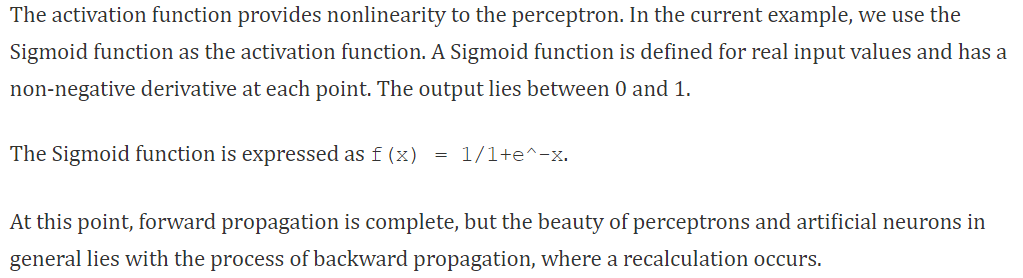 The activation function provides nonlinearity to the perceptron. In the current example, we use the
Sigmoid function as the activation function. A Sigmoid function is defined for real input values and has a
non-negative derivative at each point. The output lies between 0 and 1.
The Sigmoid function is expressed as f(x) = 1/1+e^-x.
At this point, forward propagation is complete, but the beauty of perceptrons and artificial neurons in
general lies with the process of backward propagation, where a recalculation occurs.